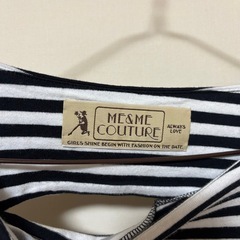 ME&ME
COUTURE
ALWAYS
LOVE
GIRLS SHINE BEGIN WITH FASHION ON THE DATE.